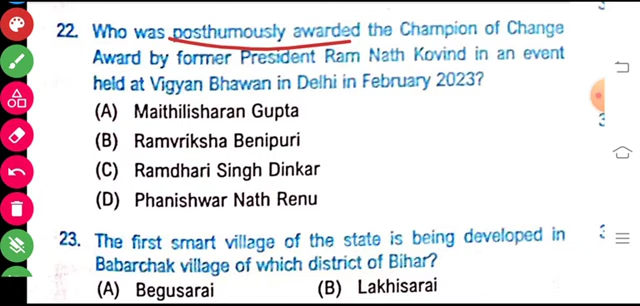 22. Who was posthumously awarded the Champion of Change
Award by former President Ram Nath Kovind in an event
held at Vigyan Bhawan in Delhi in February 2023?
(A) Maithilisharan Gupta
(B) Ramvriksha Benipuri
(C) Ramdhari Singh Dinkar
(D) Phanishwar Nath Renu
23. The first smart village of the state is being developed in
Babarchak village of which district of Bihar?
(A) Begusarai (B) Lakhisarai